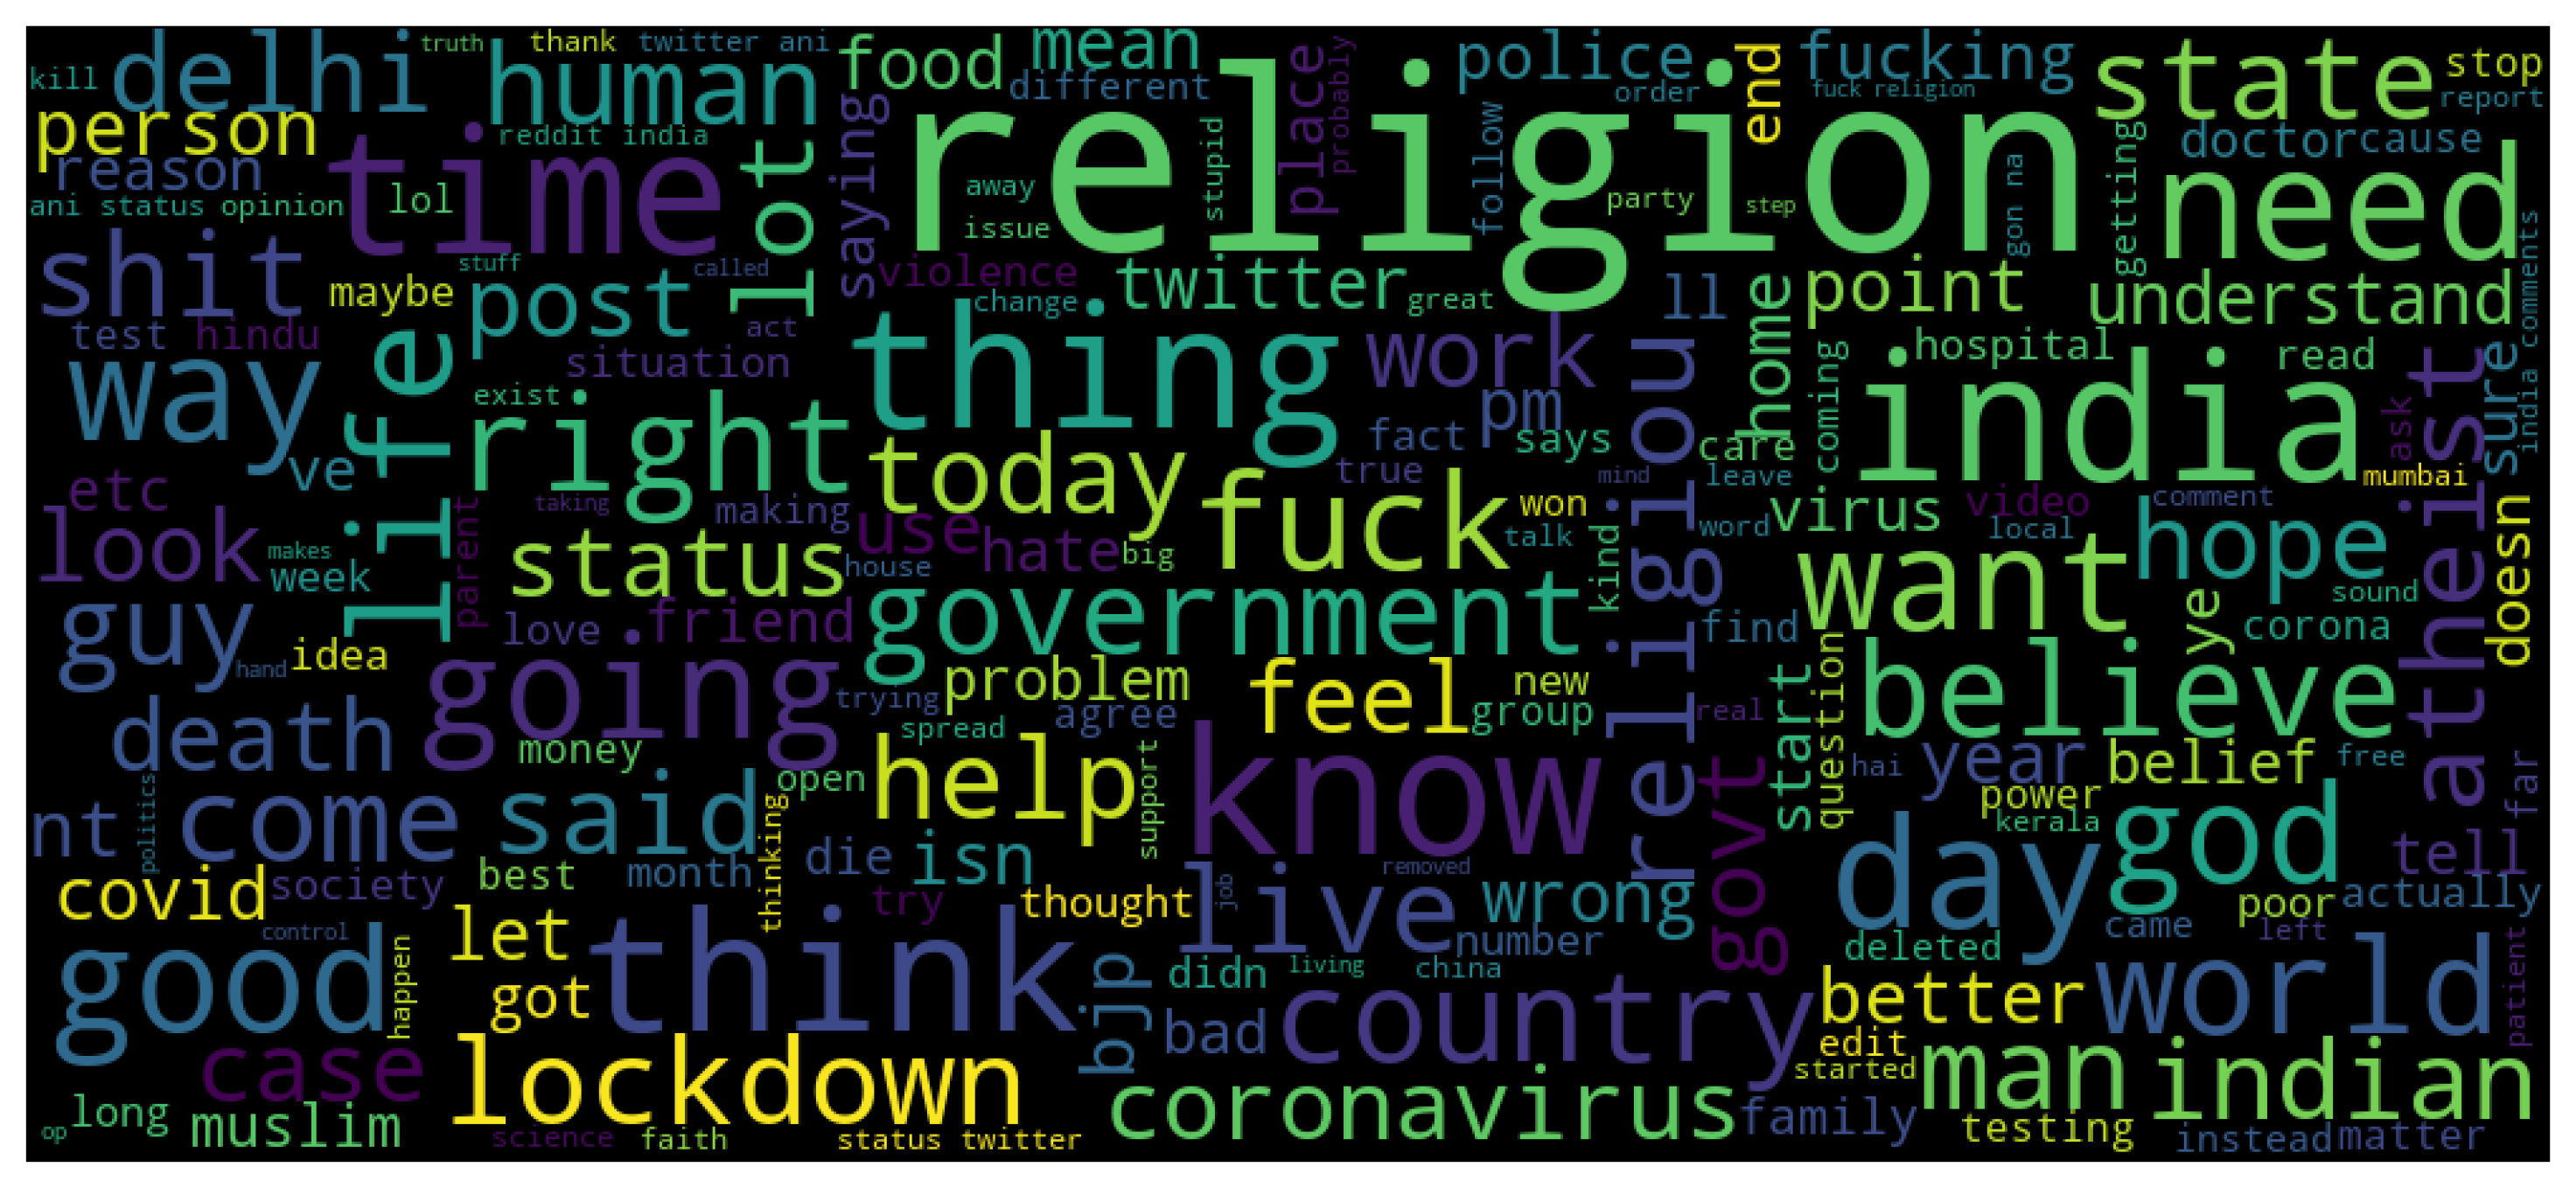 religion
truth
thank
twitter ani
kill
delhi
human
food
mean
police
fucking
state
stop
different
order
fuck religion
report
person
reddit india
reason
time
lot
saying
place
probably
end
follow
doctor
cause
getting
need
ani status
opinion
lol
away
stupid
issue
party
step
gon na
india comments
shit
stuff
called
violence
twitter
great
ll
home
point
understand
maybe
post
change
test
hindu
act
situation
thing
work
religiou
hospital
read
way
life
exist
right
pm
fact
says
care
coming
india
ask
atheist
sure
ve
etc
today
true
mind
leave
mumbai
look
parent
taking
making
status
use
fuck
won
talk
word
virus
video
comment
local
hope
doesn
makes
week
house
hate
big
kind
want
sound
guy
love
friend
government
find
ye
corona
idea
hand
going
trying
problem
feel
new
group
real
start
question
believe
death
money
spread
agree
know
hai
year
belief
free
politics
nt
come
said
thinking
open
help
support
govt
power
kerala
god
tell
far
covid
society
best
month
die
isn
try
thought
live
removed
job
wrong
number
day
poor
actually
control
good
happen
let
got
think
bjp
didn
living
china
deleted
came
left
world
patient
case
lockdown
bad
country
better
edit
started
man
indian
op
long
muslim
science
faith
status twitter
coronavirus
family
testing
instead
matter